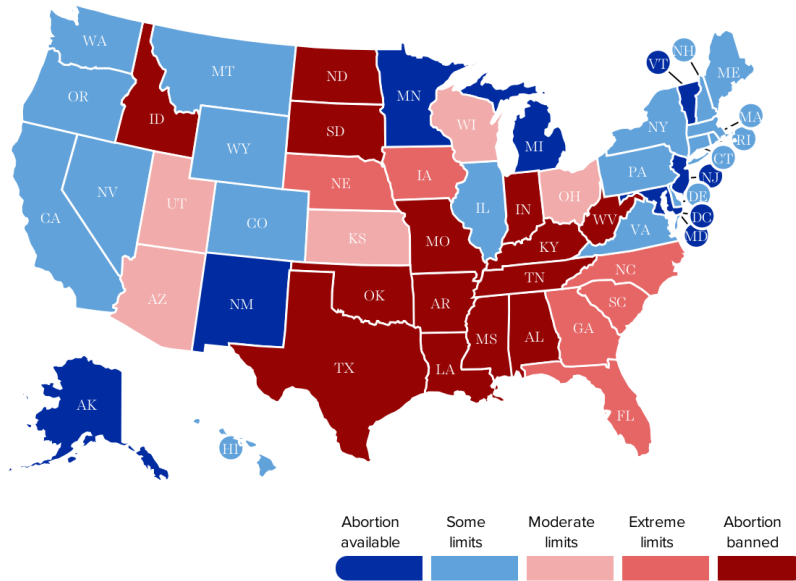 WA
MT
ND
MN
VT
NH
ME
OR
ID
SD
WI
MI
NY
MA
RI
CT
WY
NE
IA
PA
NJ
DE
DC
MD
NV
UT
CO
IL
IN
OH
WV
VA
CA
KS
MO
KY
NC
AZ
NM
OK
AR
TN
SC
TX
LA
MS
AL
GA
FL
AK
HI
Abortion available
Some limits
Moderate limits
Extreme limits
Abortion banned